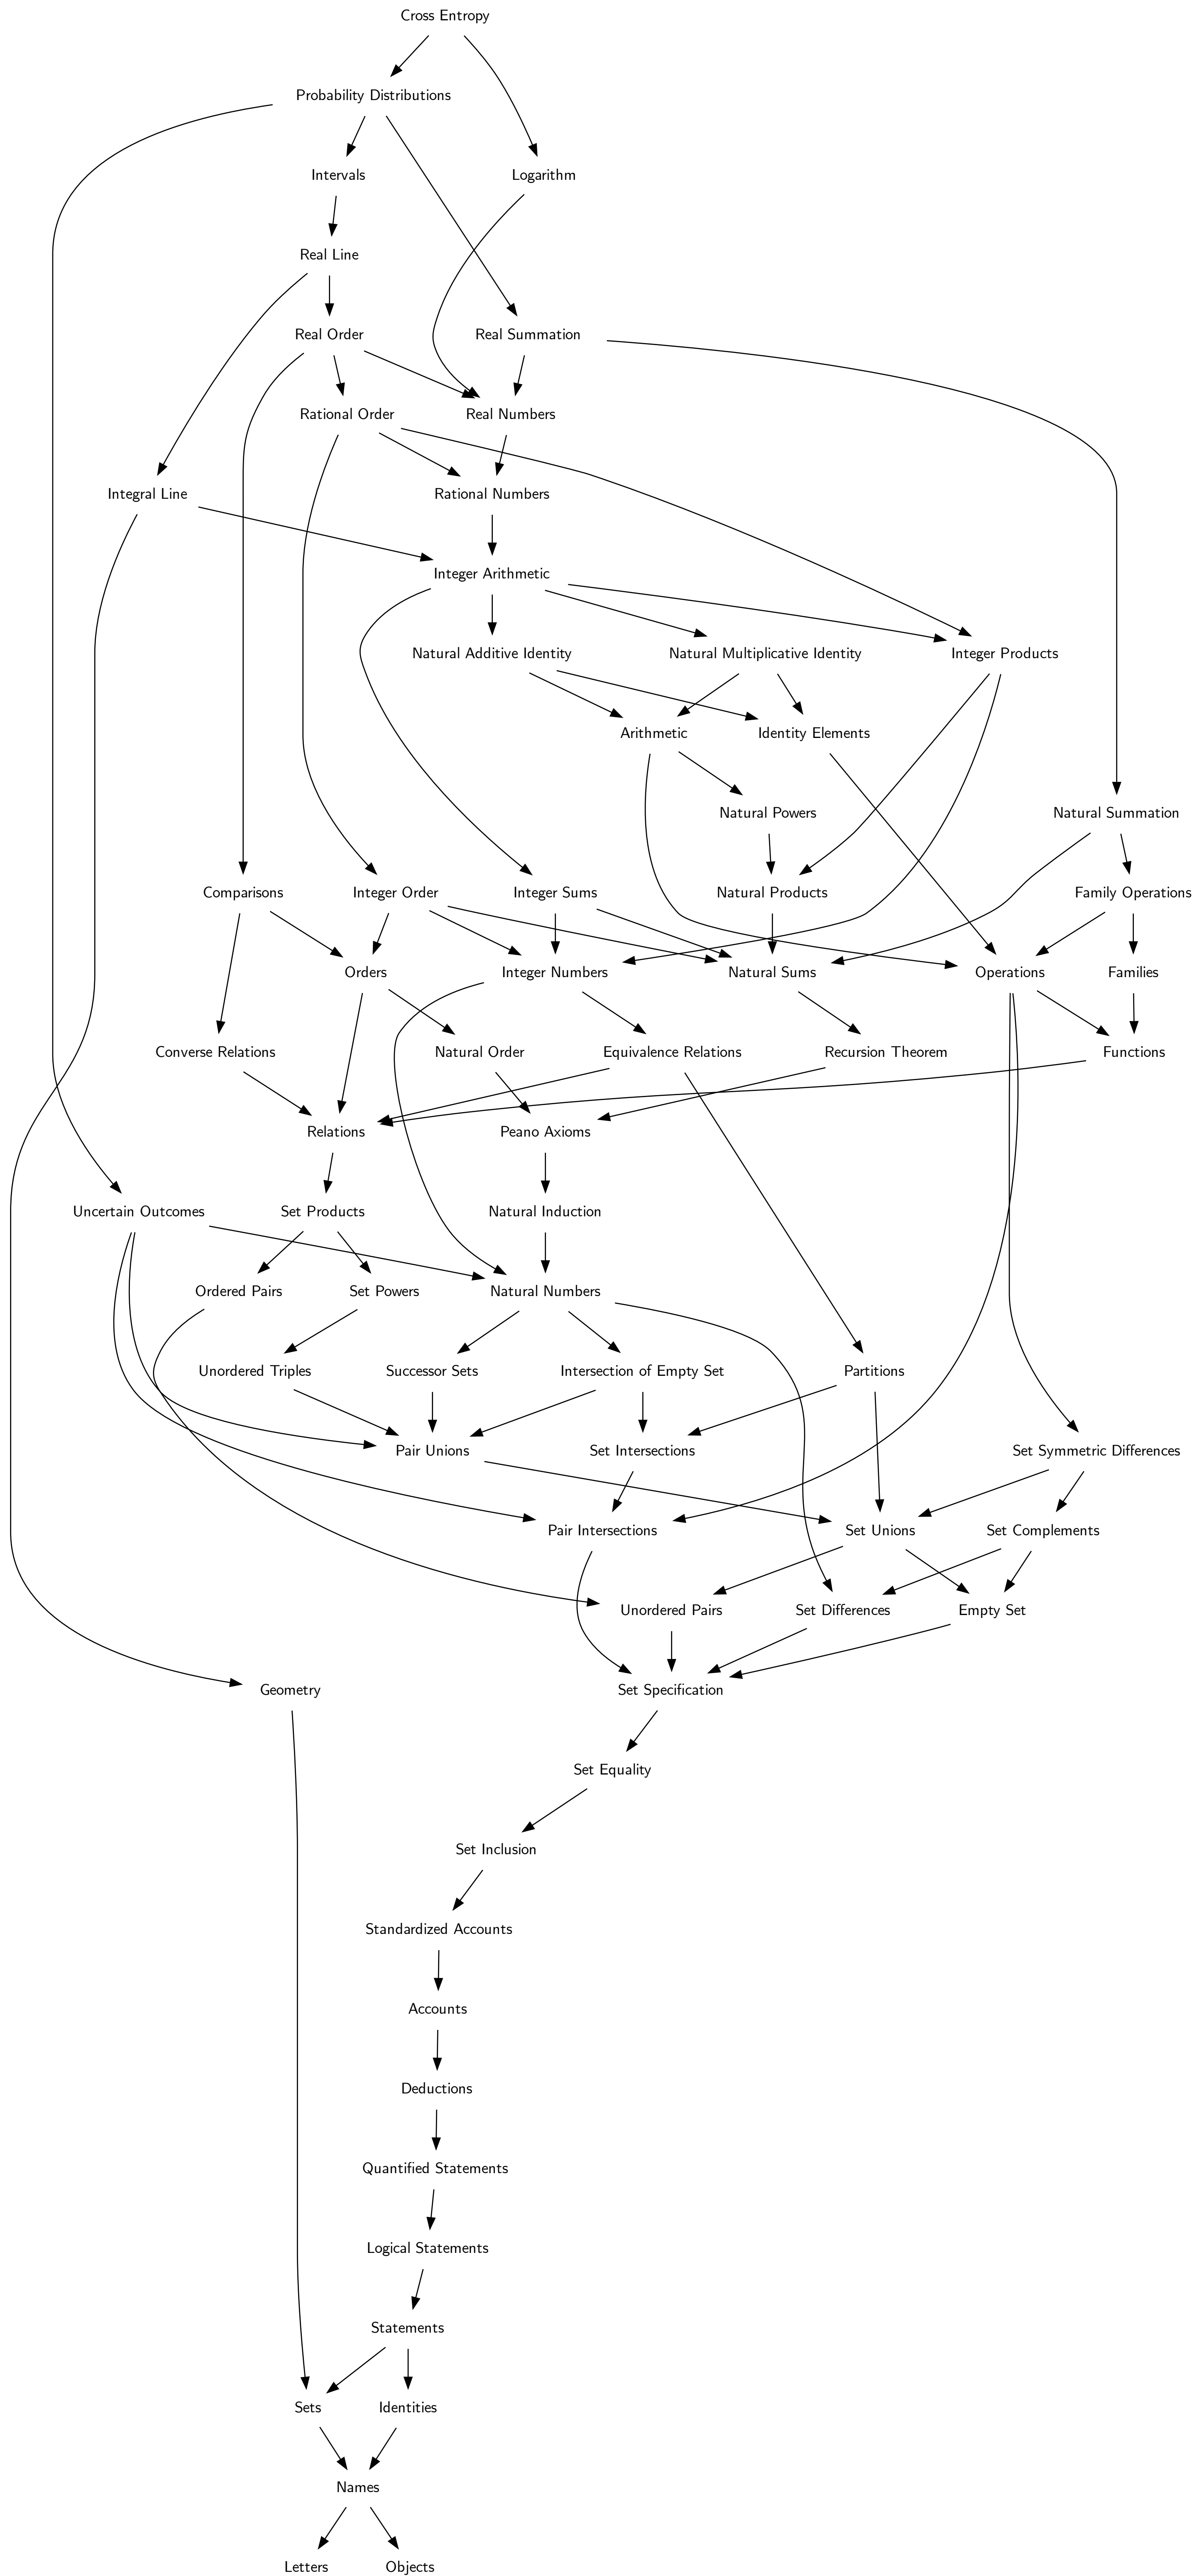 Cross Entropy
Probability Distributions
Intervals
Logarithm
Real Line
Real Order
Real Summation
Rational Order
Real Numbers
Integral Line
Rational Numbers
Integer Arithmetic
Natural Additive Identity
Natural Multiplicative Identity
Integer Products
Arithmetic
Identity Elements
Natural Powers
Natural Summation
Comparisons
Integer Order
Integer Sums
Natural Products
Family Operations
Orders
Integer Numbers
Natural Sums
Operations
Families
Converse Relations
Natural Order
Equivalence Relations
Recursion Theorem
Functions
Relations
Peano Axioms
Uncertain Outcomes
Set Products
Natural Induction
Ordered Pairs
Set Powers
Natural Numbers
Unordered Triples
Successor Sets
Intersection of Empty Set
Partitions
Pair Unions
Set Intersections
Set Symmetric Differences
Pair Intersections
Set Unions
Set Complements
Unordered Pairs
Set Differences
Empty Set
Geometry
Set Specification
Set Equality
Set Inclusion
Standardized Accounts
Accounts
Deductions
Quantified Statements
Logical Statements
Statements
Sets
Identities
Names
Letters
Objects